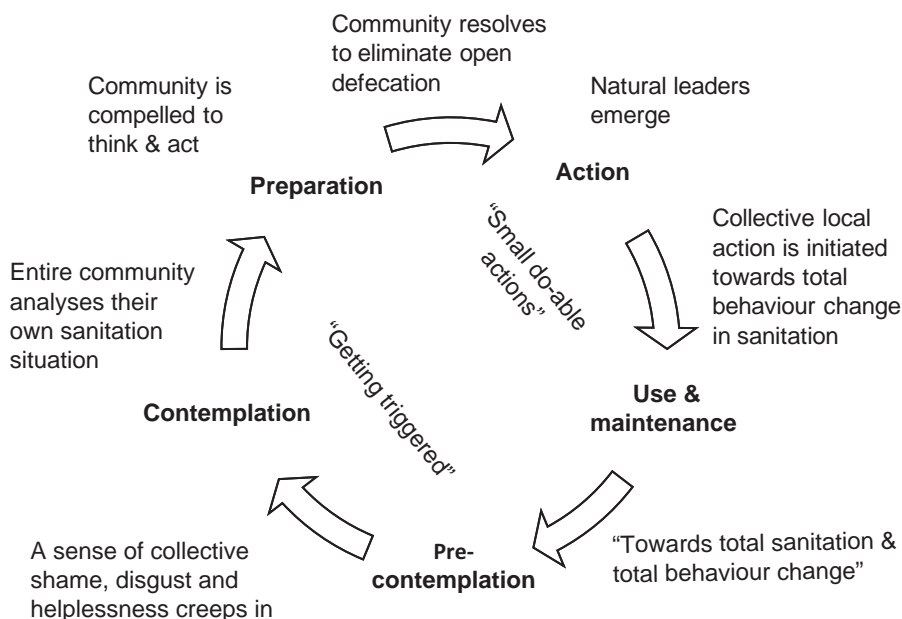 Community resolves
to eliminate open
defecation
Community is
compelled to
think & act
Natural leaders
emerge
Preparation
Action
“Small do-able
actions”
Collective local
action is initiated
towards total
behaviour change
in sanitation
Entire community
analyses their
own sanitation
situation
“Getting triggered”
Contemplation
Use &
maintenance
A sense of collective
shame, disgust and
helplessness creeps in
Pre-
contemplation
“Towards total sanitation &
total behaviour change”